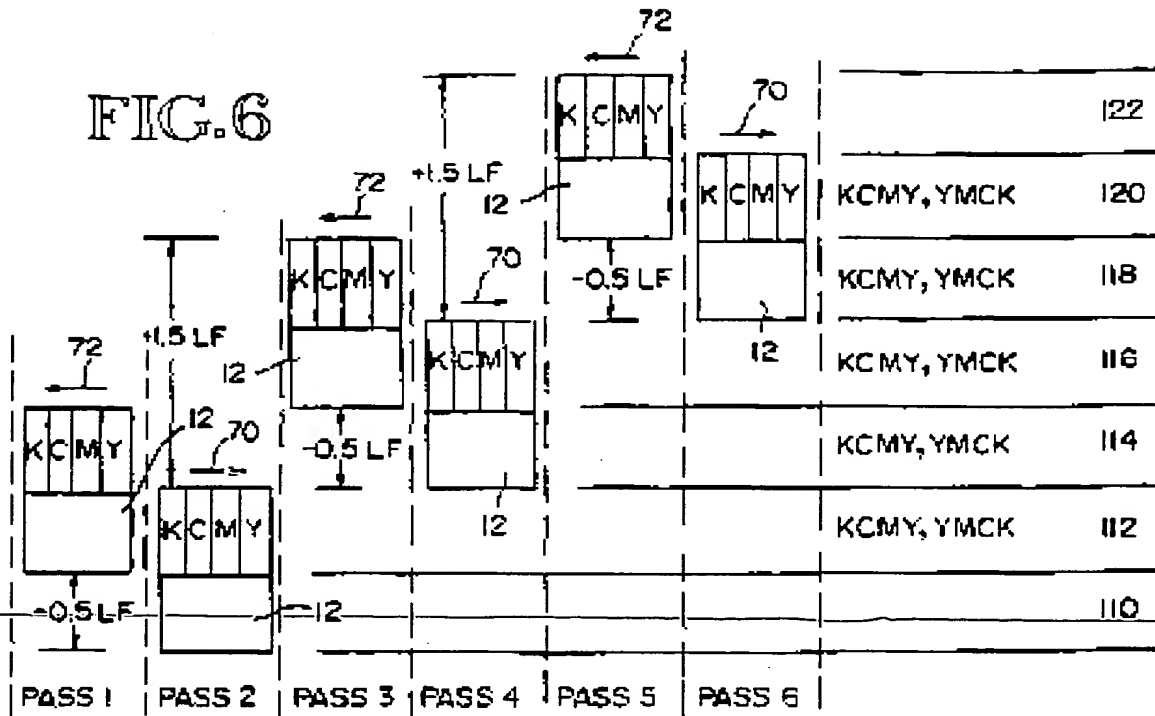 FIG. 6
72
K C M Y
12
-0.5 LF
PASS 1
+1.5 LF
70
K C M Y
12
PASS 2
72
K C M Y
12
-0.5 LF
PASS 3
+1.5 LF
70
K C M Y
12
PASS 4
72
K C M Y
12
-0.5 LF
PASS 5
70
K C M Y
12
PASS 6
122
KCMY, YMCK 120
KCMY, YMCK 118
KCMY, YMCK 116
KCMY, YMCK 114
KCMY, YMCK 112
110